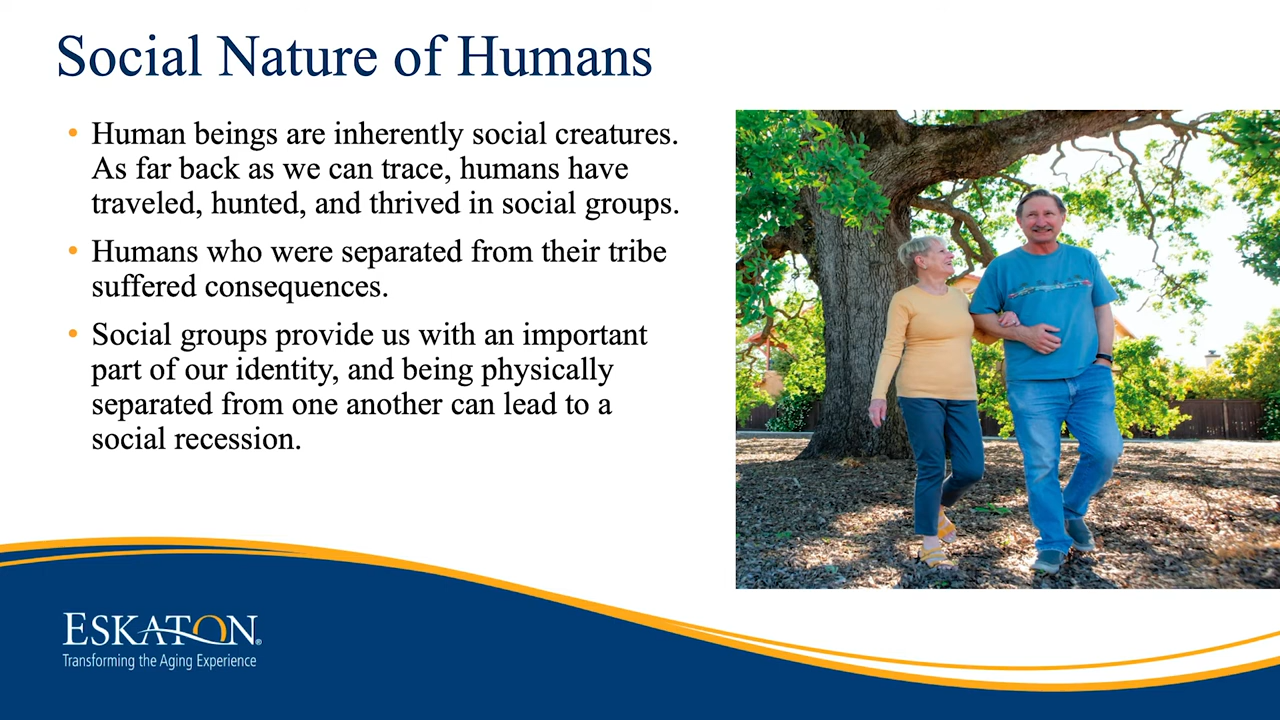 Social Nature of Humans
• Human beings are inherently social creatures.
As far back as we can trace, humans have
traveled, hunted, and thrived in social groups.
• Humans who were separated from their tribe
suffered consequences.
• Social groups provide us with an important
part of our identity, and being physically
separated from one another can lead to a
social recession.
ESKATON®
Transforming the Aging Experience